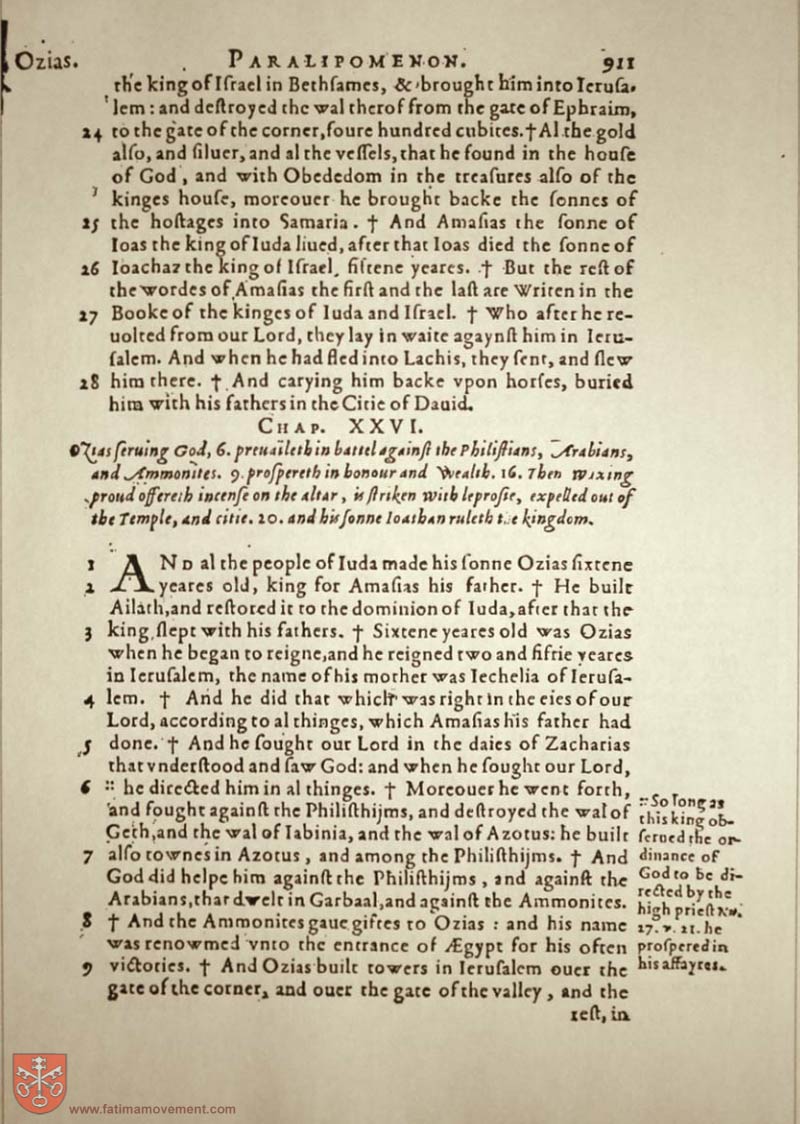 Ozias. PARALIPOMENON. 911
the king of Iſrael in Bethſames, & brought him into Ieruſa-
lem: and deſtroyed the wal therof from the gate of Ephraim,
24 to the gate of the corner, foure hundred cubites. † Al the gold
alſo, and ſiluer, and al the veſſels, that he found in the houſe
of God, and with Obededom in the treaſures alſo of the
kinges houſe, moreouer he brought backe the ſonnes of
25 the hoſtages into Samaria. † And Amaſias the ſonne of
Ioas the king of Iuda liued, after that Ioas died the ſonne of
26 Ioachaz the king of Iſrael, fiftene yeares. † But the reſt of
the wordes of Amaſias the firſt and the laſt are Writen in the
27 Booke of the kinges of Iuda and Iſrael. † Who after he re-
uolted from our Lord, they lay in waite agaynſt him in Ieru-
ſalem. And when he had fled into Lachis, they ſent, and ſlew
28 him there. † And carying him backe vpon horſes, buried
him with his fathers in the Citie of Dauid.
CHAP. XXVI.
Ozias ſeruing God, 6. preuaileth in battel againſt the Philiſtians, Arabians,
and Ammonites. 9. proſpereth in honour and Wealth. 16. Then Waxing
proud offereth incenſe on the altar, is ſtriken With leproſie, expelled out of
the Temple, and citie. 20. and his ſonne Ioathan ruleth the kingdom.
1 AND al the people of Iuda made his ſonne Ozias ſixtene
2 yeares old, king for Amaſias his father. † He built
Ailath, and reſtored it to the dominion of Iuda, after that the
3 king ſlept with his fathers. † Sixtene yeares old was Ozias
when he began to reigne, and he reigned two and fiftie yeares
in Ieruſalem, the name of his mother was Iechelia of Ieruſa-
4 lem. † And he did that which was right in the eies of our
Lord, according to al thinges, which Amaſias his father had
5 done. † And he ſought our Lord in the daies of Zacharias
that vnderſtood and ſaw God: and when he ſought our Lord,
6 :: he directed him in al thinges. † Moreouer he went forth,
and fought againſt the Philiſthijms, and deſtroyed the wal of
Geth, and the wal of Iabinia, and the wal of Azotus: he built
7 alſo townes in Azotus, and among the Philiſthijms. † And
God did helpe him againſt the Philiſthijms, and againſt the
Arabians, that dwelt in Garbaal, and againſt the Ammonites.
8 † And the Ammonites gaue giftes to Ozias: and his name
was renowmed vnto the entrance of Ægypt for his often
9 victories. † And Ozias built towers in Ieruſalem ouer the
gate of the corner, and ouer the gate of the valley, and the
reſt, in
:: So long as
this king ob-
ſerued the or-
dinance of
God to be di-
rected by the
high prieſt Nu.
27. v. 21. he
proſpered in
his affayres.
www.fatimamovement.com